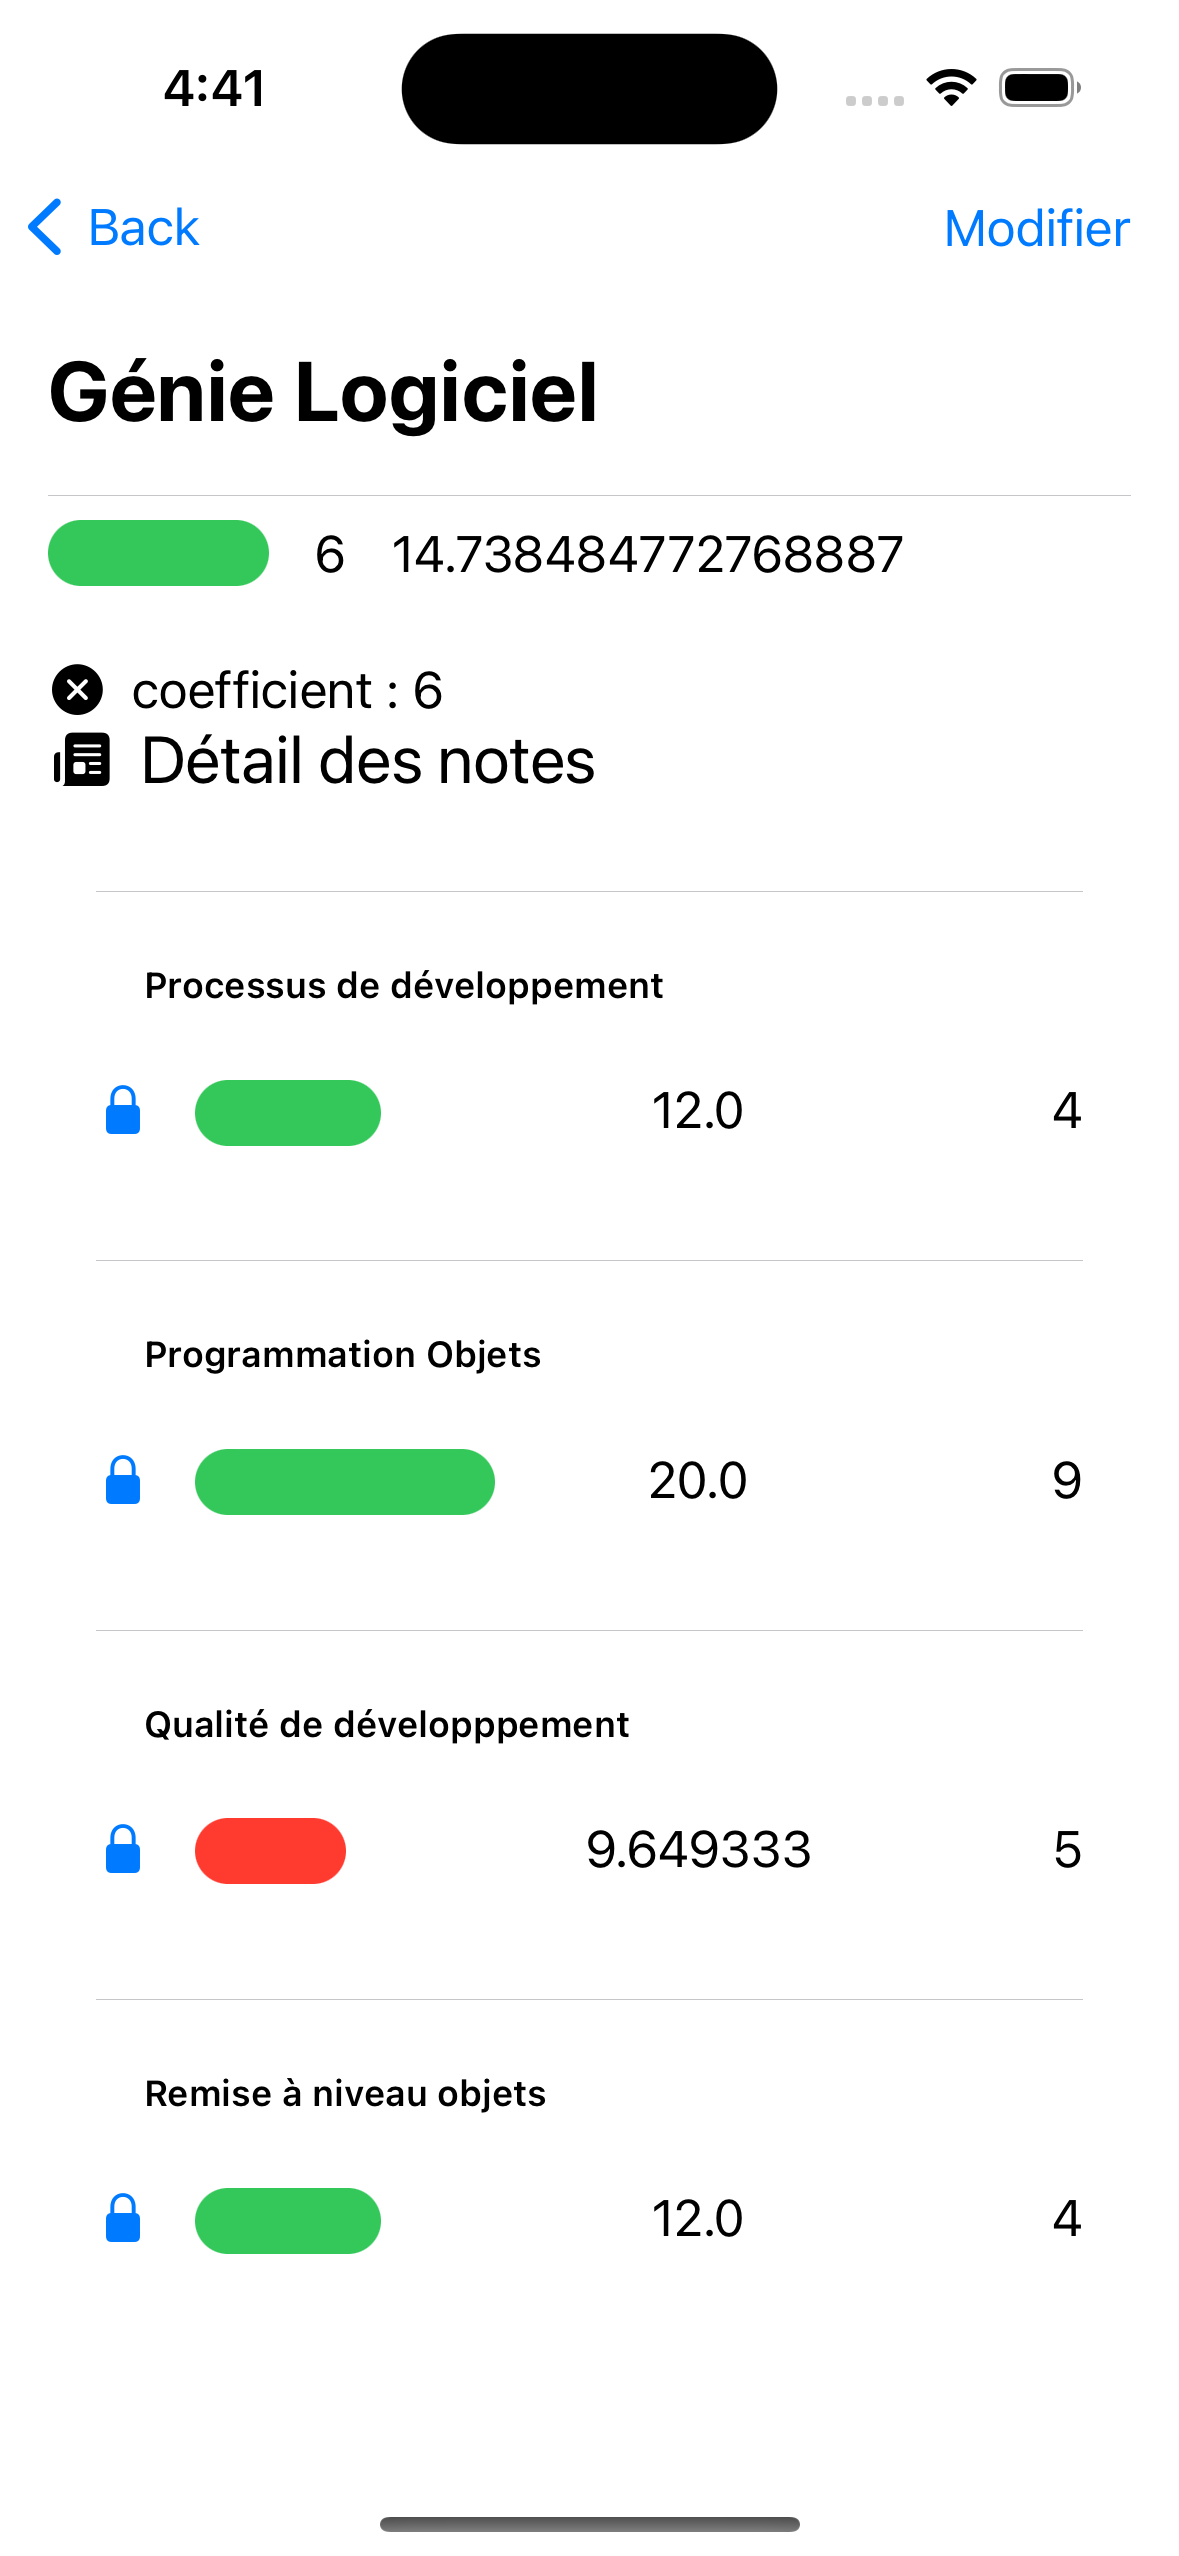 4:41
Back
Modifier
Génie Logiciel
6 14.738484772768887
coefficient : 6
Détail des notes
Processus de développement
12.0 4
Programmation Objets
20.0 9
Qualité de développpement
9.649333 5
Remise à niveau objets
12.0 4